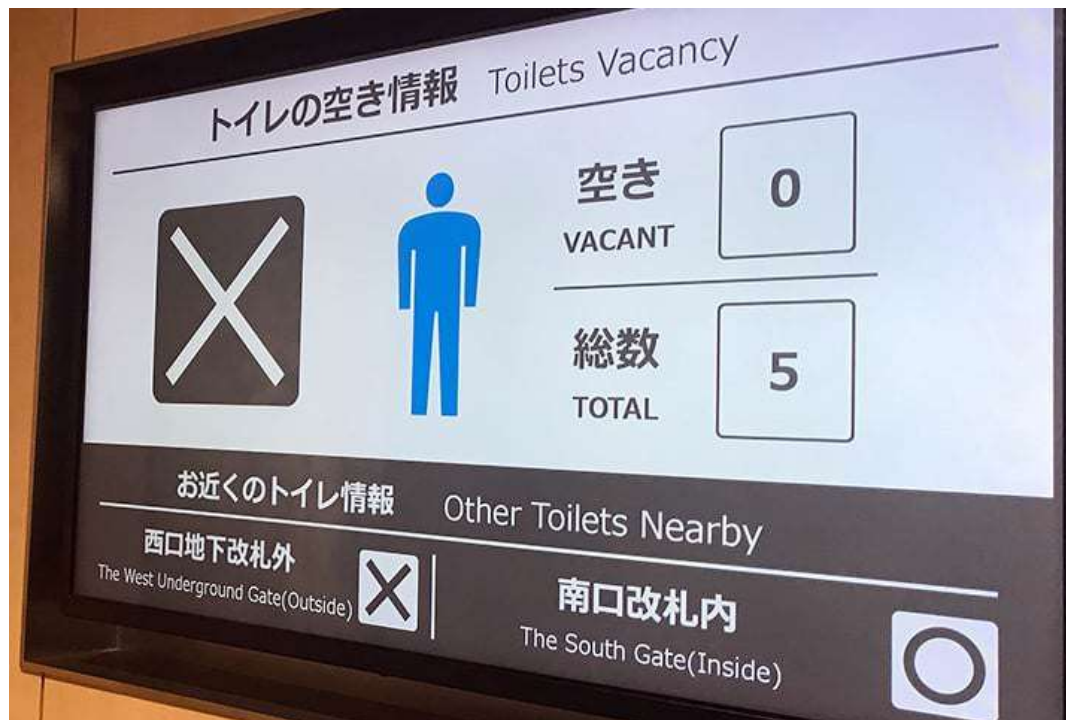 トイレの空き情報 Toilets Vacancy
空き
VACANT
0
総数
TOTAL
5
お近くのトイレ情報 Other Toilets Nearby
西口地下改札外
The West Underground Gate(Outside)
南口改札内
The South Gate(Inside)